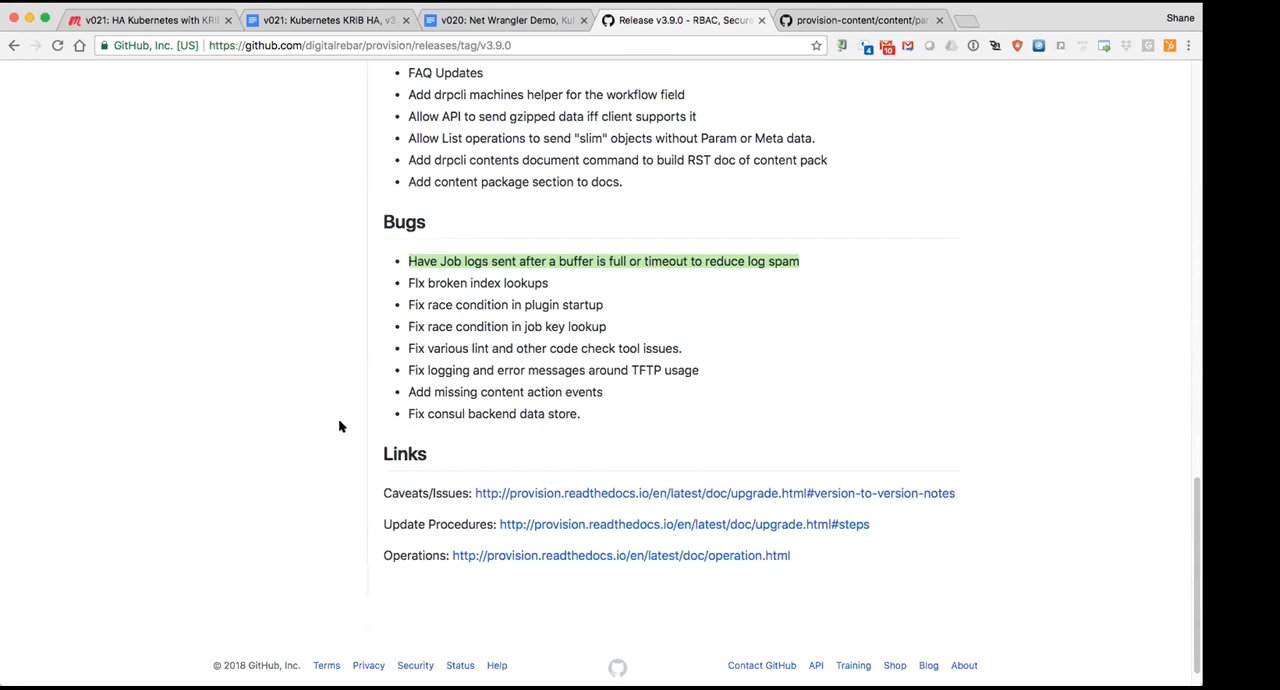 v021: HA Kubernetes with KRI
v021: Kubernetes KRIB HA, v3
v020: Net Wrangler Demo, Ku
Release v3.9.0 - RBAC, Secure
provision-content/content/par
Shane
GitHub, Inc. [US]
https://github.com/digitalrebar/provision/releases/tag/v3.9.0
4
10
• FAQ Updates
• Add drpcli machines helper for the workflow field
• Allow API to send gzipped data iff client supports it
• Allow List operations to send "slim" objects without Param or Meta data.
• Add drpcli contents document command to build RST doc of content pack
• Add content package section to docs.
Bugs
• Have Job logs sent after a buffer is full or timeout to reduce log spam
• FIx broken index lookups
• Fix race condition in plugin startup
• Fix race condition in job key lookup
• Fix various lint and other code check tool issues.
• Fix logging and error messages around TFTP usage
• Add missing content action events
• Fix consul backend data store.
Links
Caveats/Issues: http://provision.readthedocs.io/en/latest/doc/upgrade.html#version-to-version-notes
Update Procedures: http://provision.readthedocs.io/en/latest/doc/upgrade.html#steps
Operations: http://provision.readthedocs.io/en/latest/doc/operation.html
© 2018 GitHub, Inc. Terms Privacy Security Status Help Contact GitHub API Training Shop Blog About